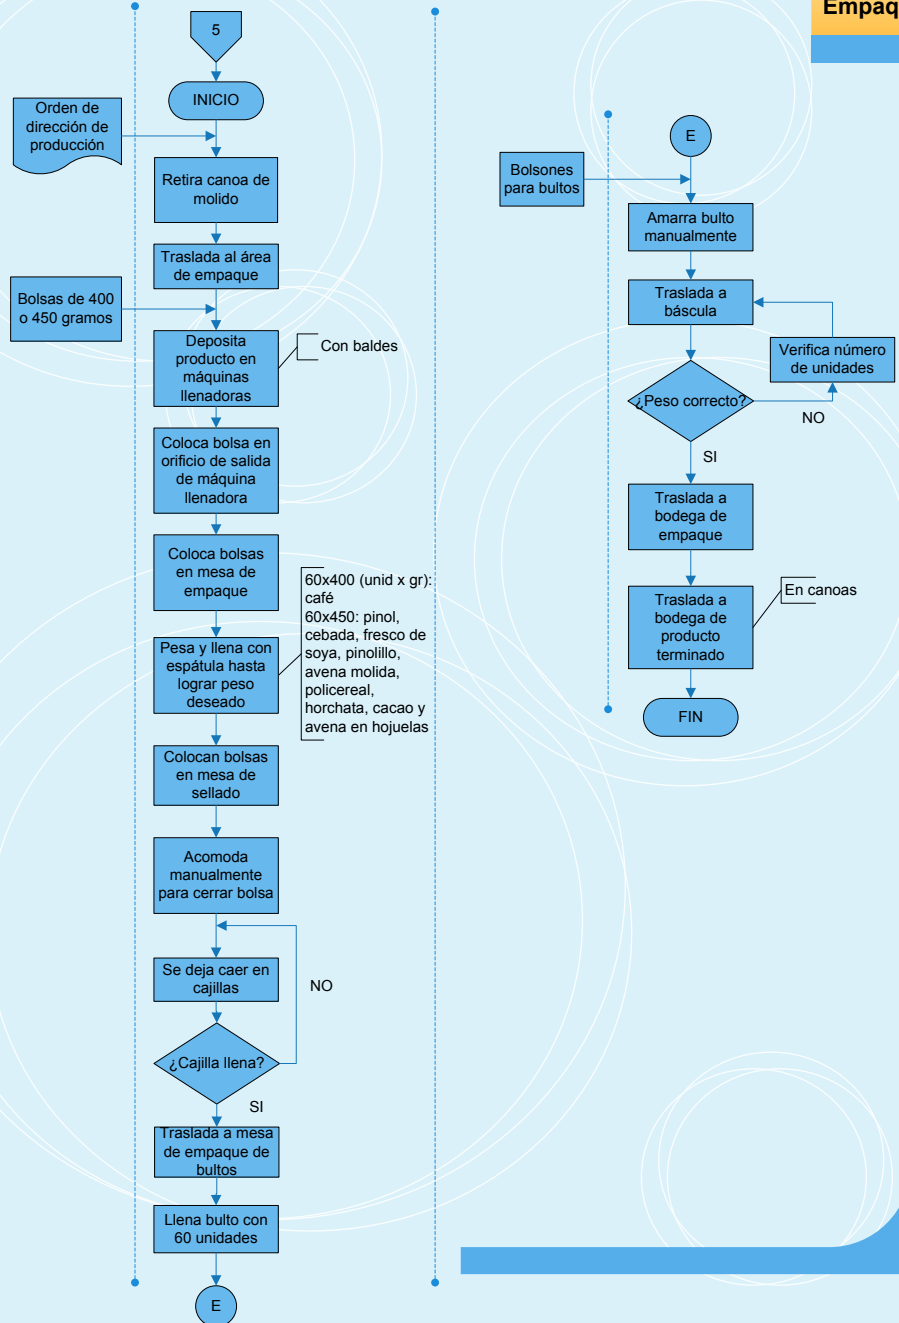 Empaq
5
INICIO
Orden de
dirección de
producción
Retira canoa de
molido
Traslada al área
de empaque
Bolsas de 400
o 450 gramos
Deposita
producto en
máquinas
llenadoras
Con baldes
Coloca bolsa en
orificio de salida
de máquina
llenadora
Coloca bolsas
en mesa de
empaque
Pesa y llena con
espátula hasta
lograr peso
deseado
60x400 (unid x gr):
café
60x450: pinol,
cebada, fresco de
soya, pinolillo,
avena molida,
policereal,
horchata, cacao y
avena en hojuelas
Colocan bolsas
en mesa de
sellado
Acomoda
manualmente
para cerrar bolsa
Se deja caer en
cajillas
NO
¿Cajilla llena?
SI
Traslada a mesa
de empaque de
bultos
Llena bulto con
60 unidades
E
E
Bolsones
para bultos
Amarra bulto
manualmente
Traslada a
báscula
Verifica número
de unidades
¿Peso correcto?
NO
SI
Traslada a
bodega de
empaque
Traslada a
bodega de
producto
terminado
En canoas
FIN